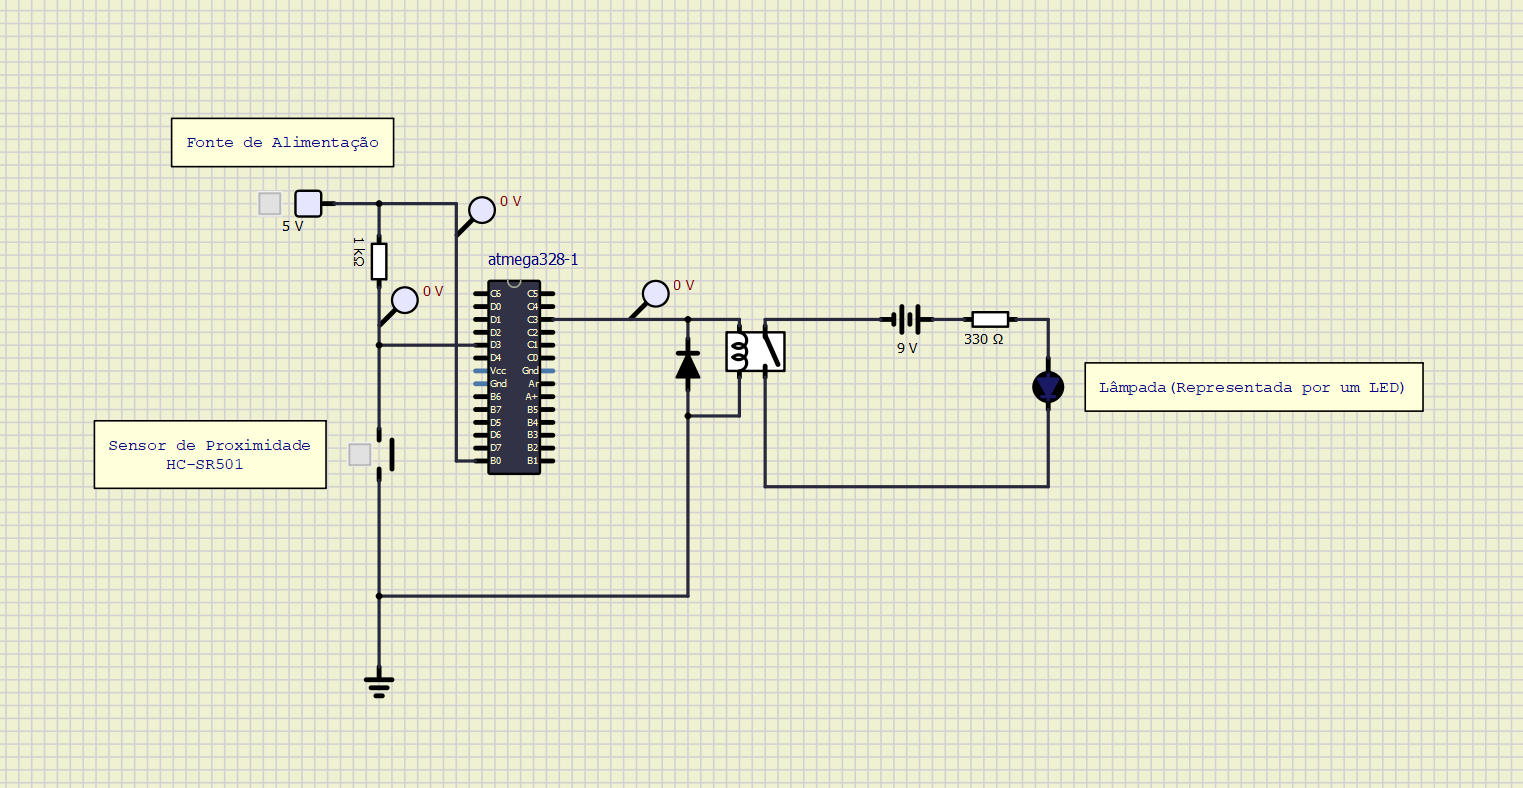 Fonte de Alimentação
5 V
0 V
1 kΩ
atmega328-1
0 V
0 V
C6 C5
D0 C4
D1 C3
D2 C2
D3 C1
D4 C0
Vcc Gnd
Gnd Ar
B6 A+
B7 B5
D5 B4
D6 B3
D7 B2
B0 B1
9 V
330 Ω
Lâmpada(Representada por um LED)
Sensor de Proximidade
HC-SR501